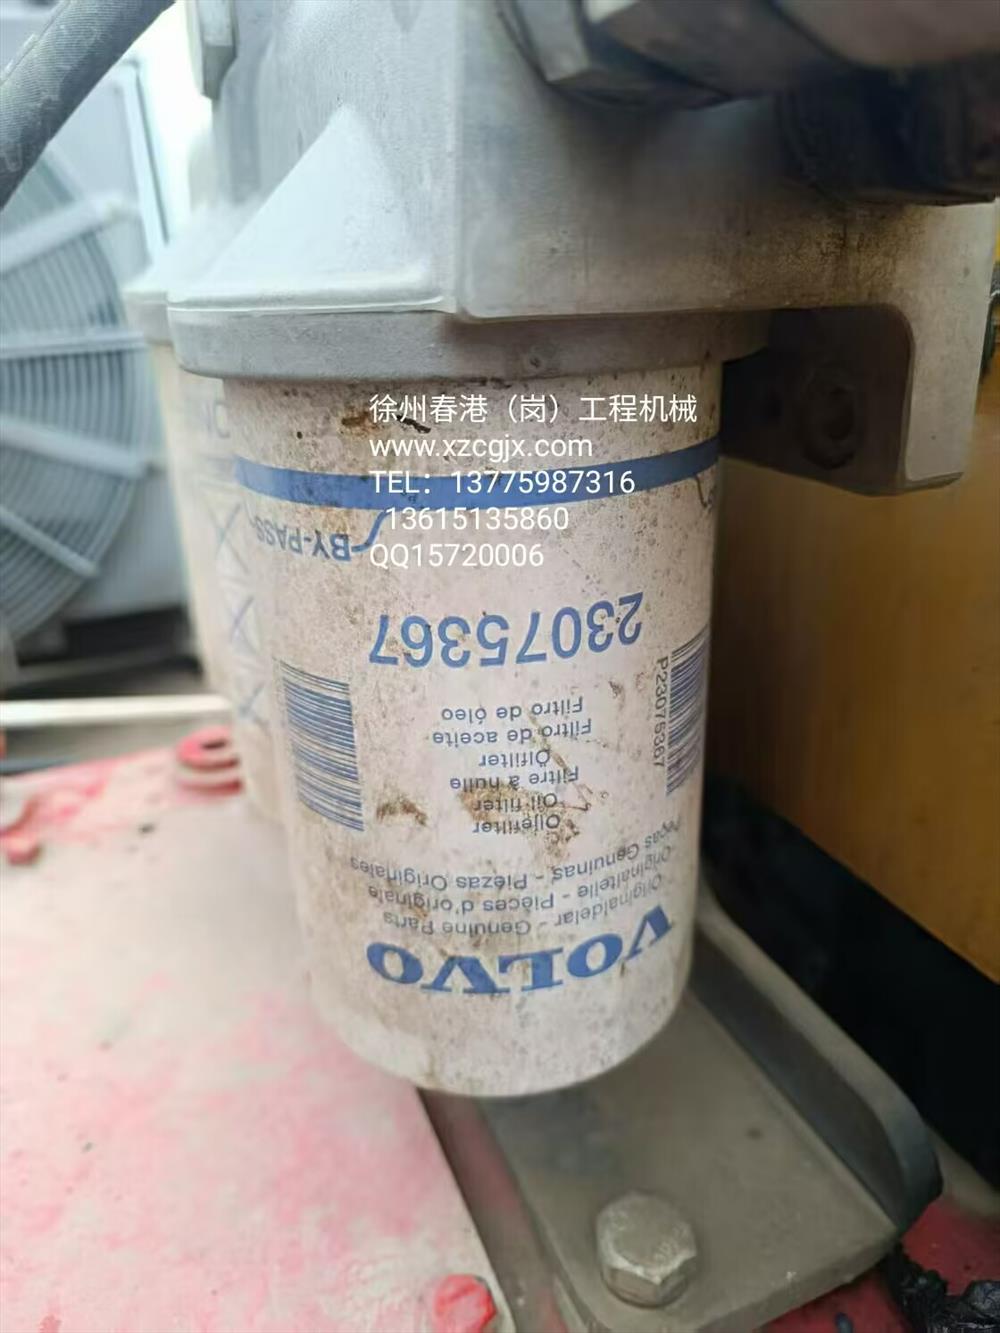 徐州春港（岗）工程机械
www.xzcgjx.com
TEL：13775987316
13615135860
QQ15720006
VOLVO
Originaldelar - Genuine Parts
Originalteile - Pièces d'origine
Peças Genuinas - Piezas Originales
Oljefilter
Oil filter
Filtre à huile
Ölfilter
Filtro de aceite
Filtro de óleo
23075367
P23075367
BY-PASS